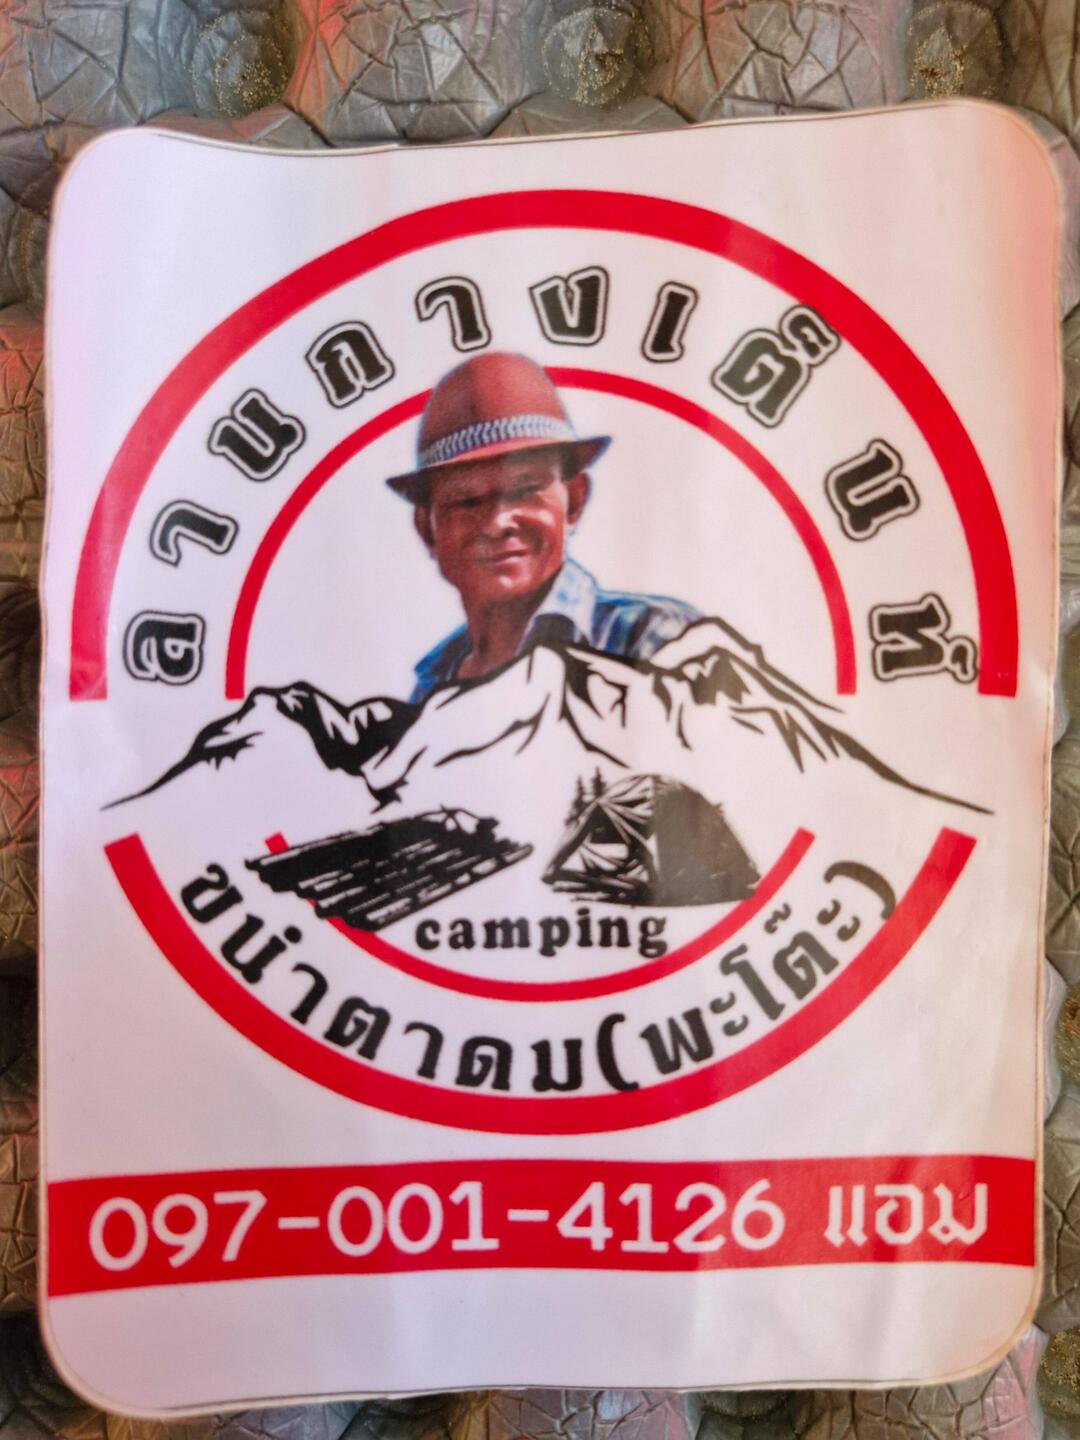 ลานกางเต็นท์
camping
ขนำตาดม(พะโต๊ะ)
097-001-4126 แอม